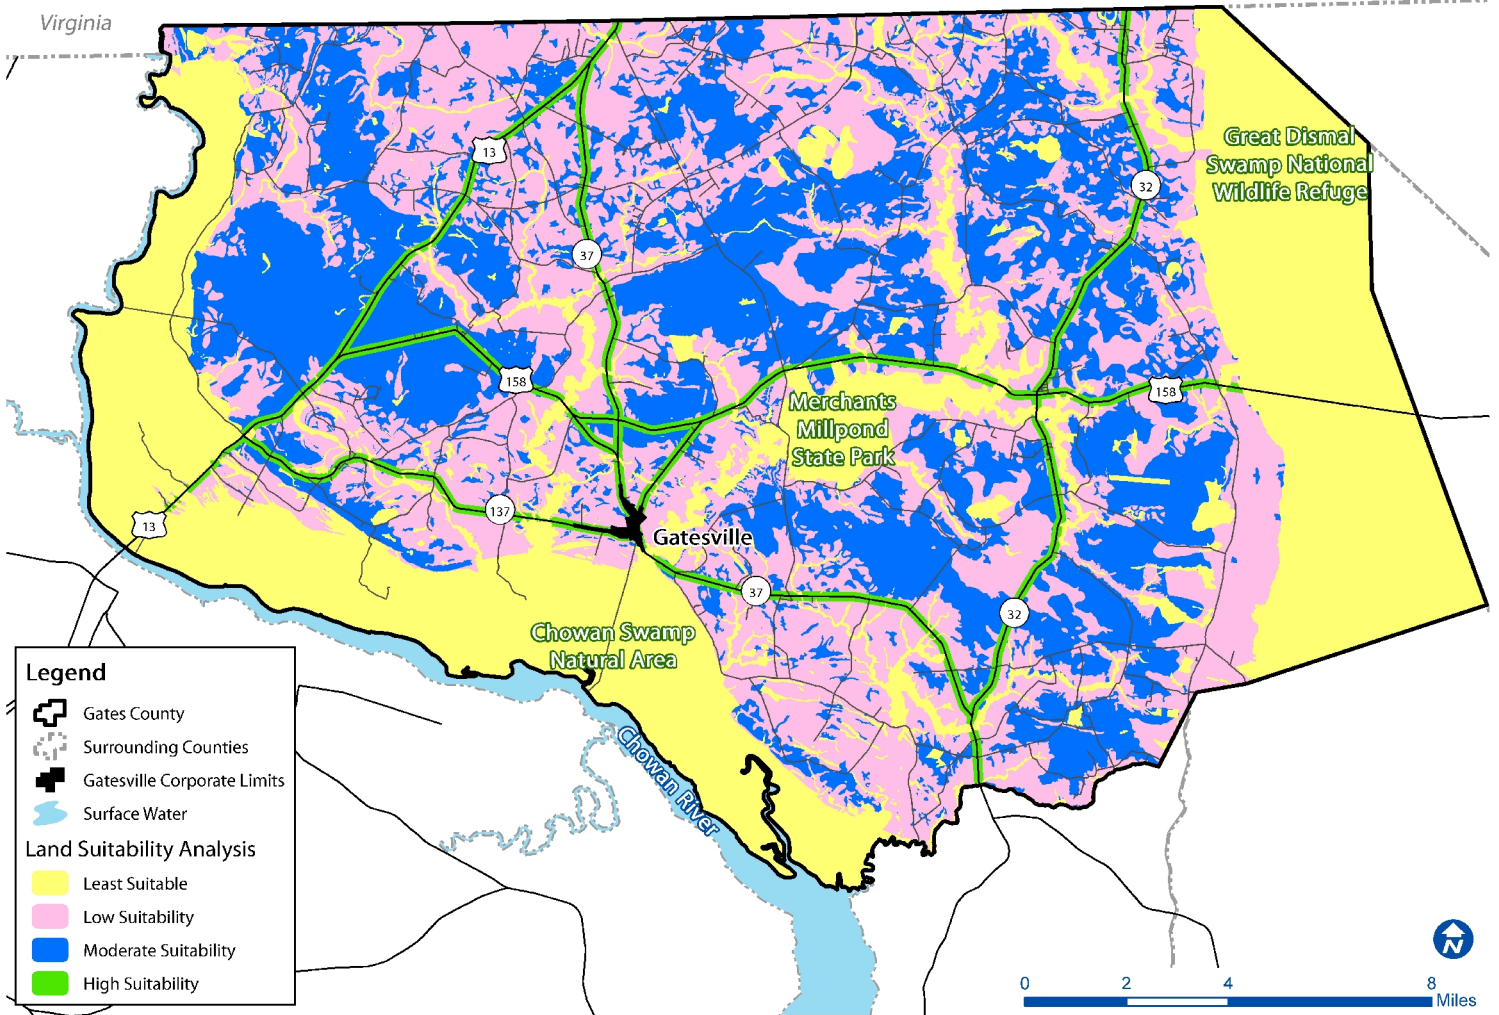 Virginia
13
32
Great Dismal
Swamp National
Wildlife Refuge
37
158
158
Merchants
Millpond
State Park
137
13
Gatesville
37
32
Chowan Swamp
Natural Area
Chowan River
Legend
Gates County
Surrounding Counties
Gatesville Corporate Limits
Surface Water
Land Suitability Analysis
Least Suitable
Low Suitability
Moderate Suitability
High Suitability
N
0 2 4 8
Miles